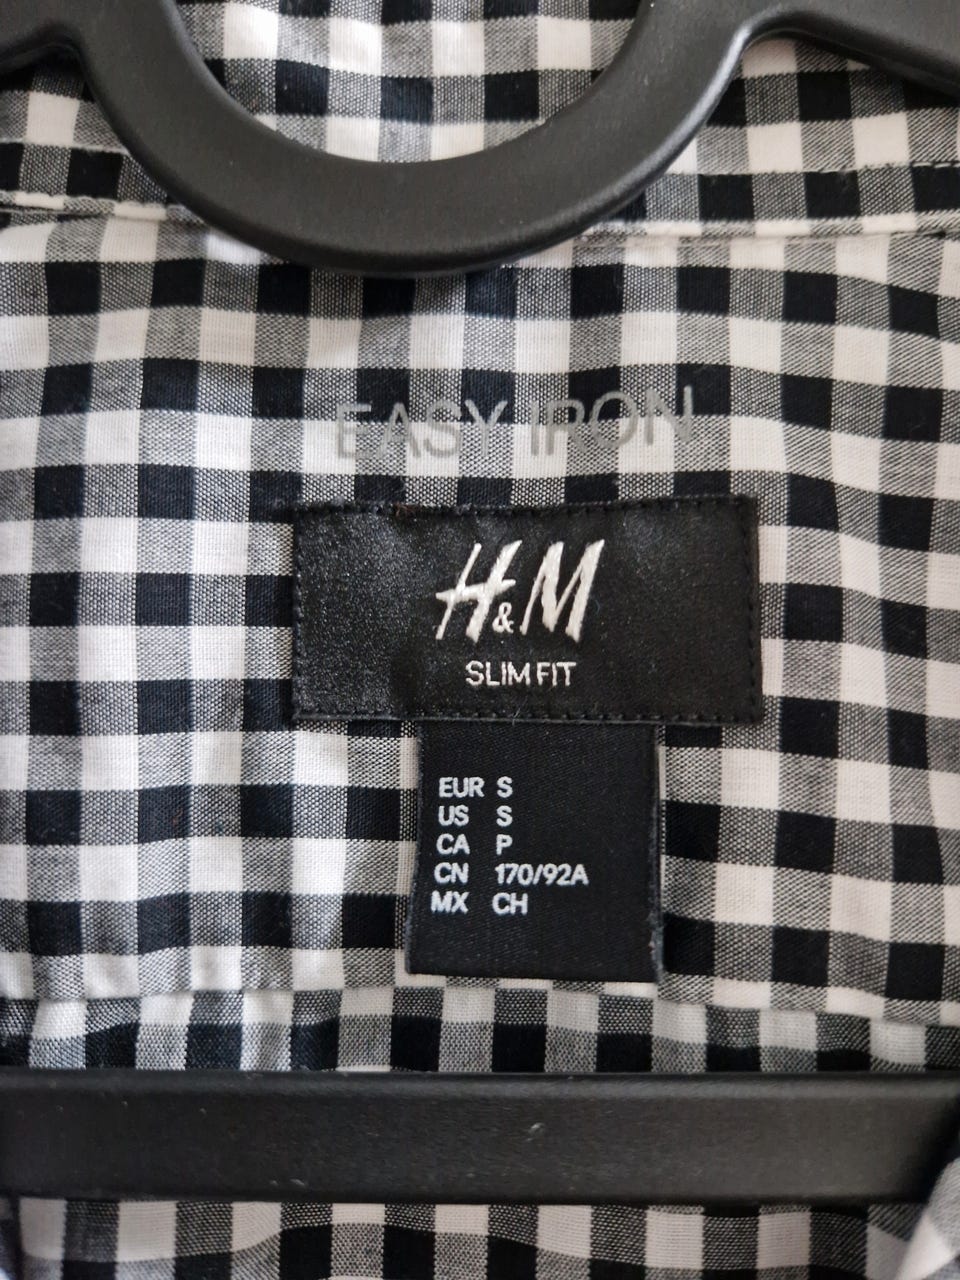 EASY IRON
H&M
SLIM FIT
EUR S
US S
CA P
CN 170/92A
MX CH